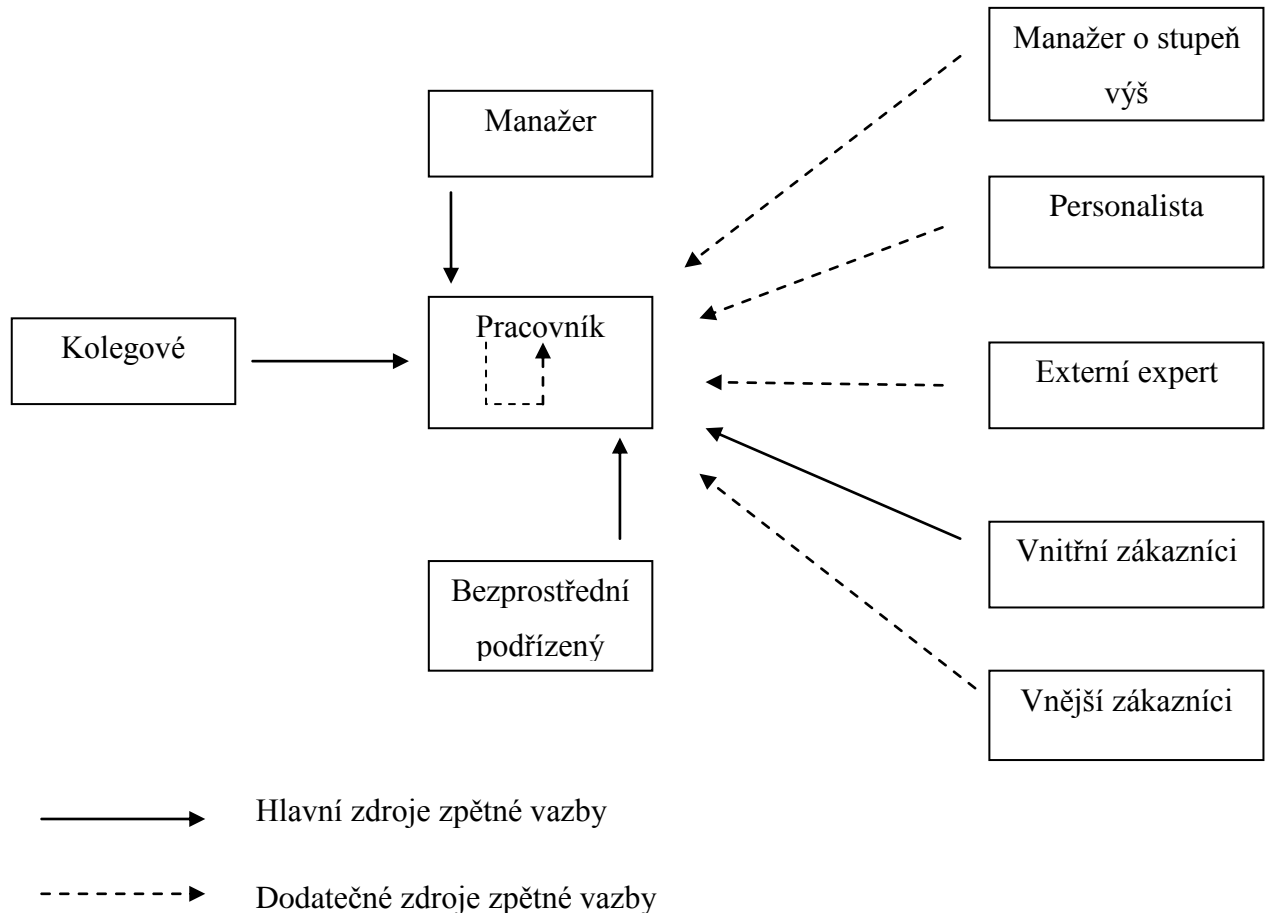 Manažer o stupeň
výš
Manažer
Personalista
Pracovník
Kolegové
Externí expert
Vnitřní zákazníci
Bezprostřední
podřízený
Vnější zákazníci
Hlavní zdroje zpětné vazby
Dodatečné zdroje zpětné vazby